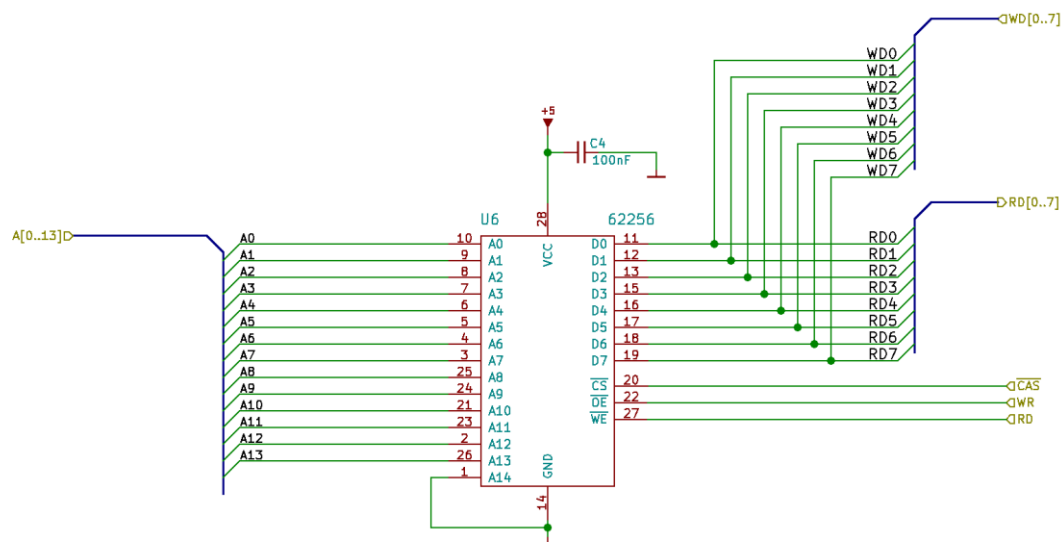 WD[0..7]
WD0
WD1
WD2
WD3
WD4
WD5
WD6
WD7
+5
C4
100nF
RD[0..7]
A[0..13]
U6
62256
28
VCC
A0 10 A0 D0 11 RD0
A1 9 A1 D1 12 RD1
A2 8 A2 D2 13 RD2
A3 7 A3 D3 15 RD3
A4 6 A4 D4 16 RD4
A5 5 A5 D5 17 RD5
A6 4 A6 D6 18 RD6
A7 3 A7 D7 19 RD7
A8 25 A8 CS 20 CAS
A9 24 A9 OE 22 WR
A10 21 A10 WE 27 RD
A11 23 A11
A12 2 A12
A13 26 A13
1 A14
GND
14